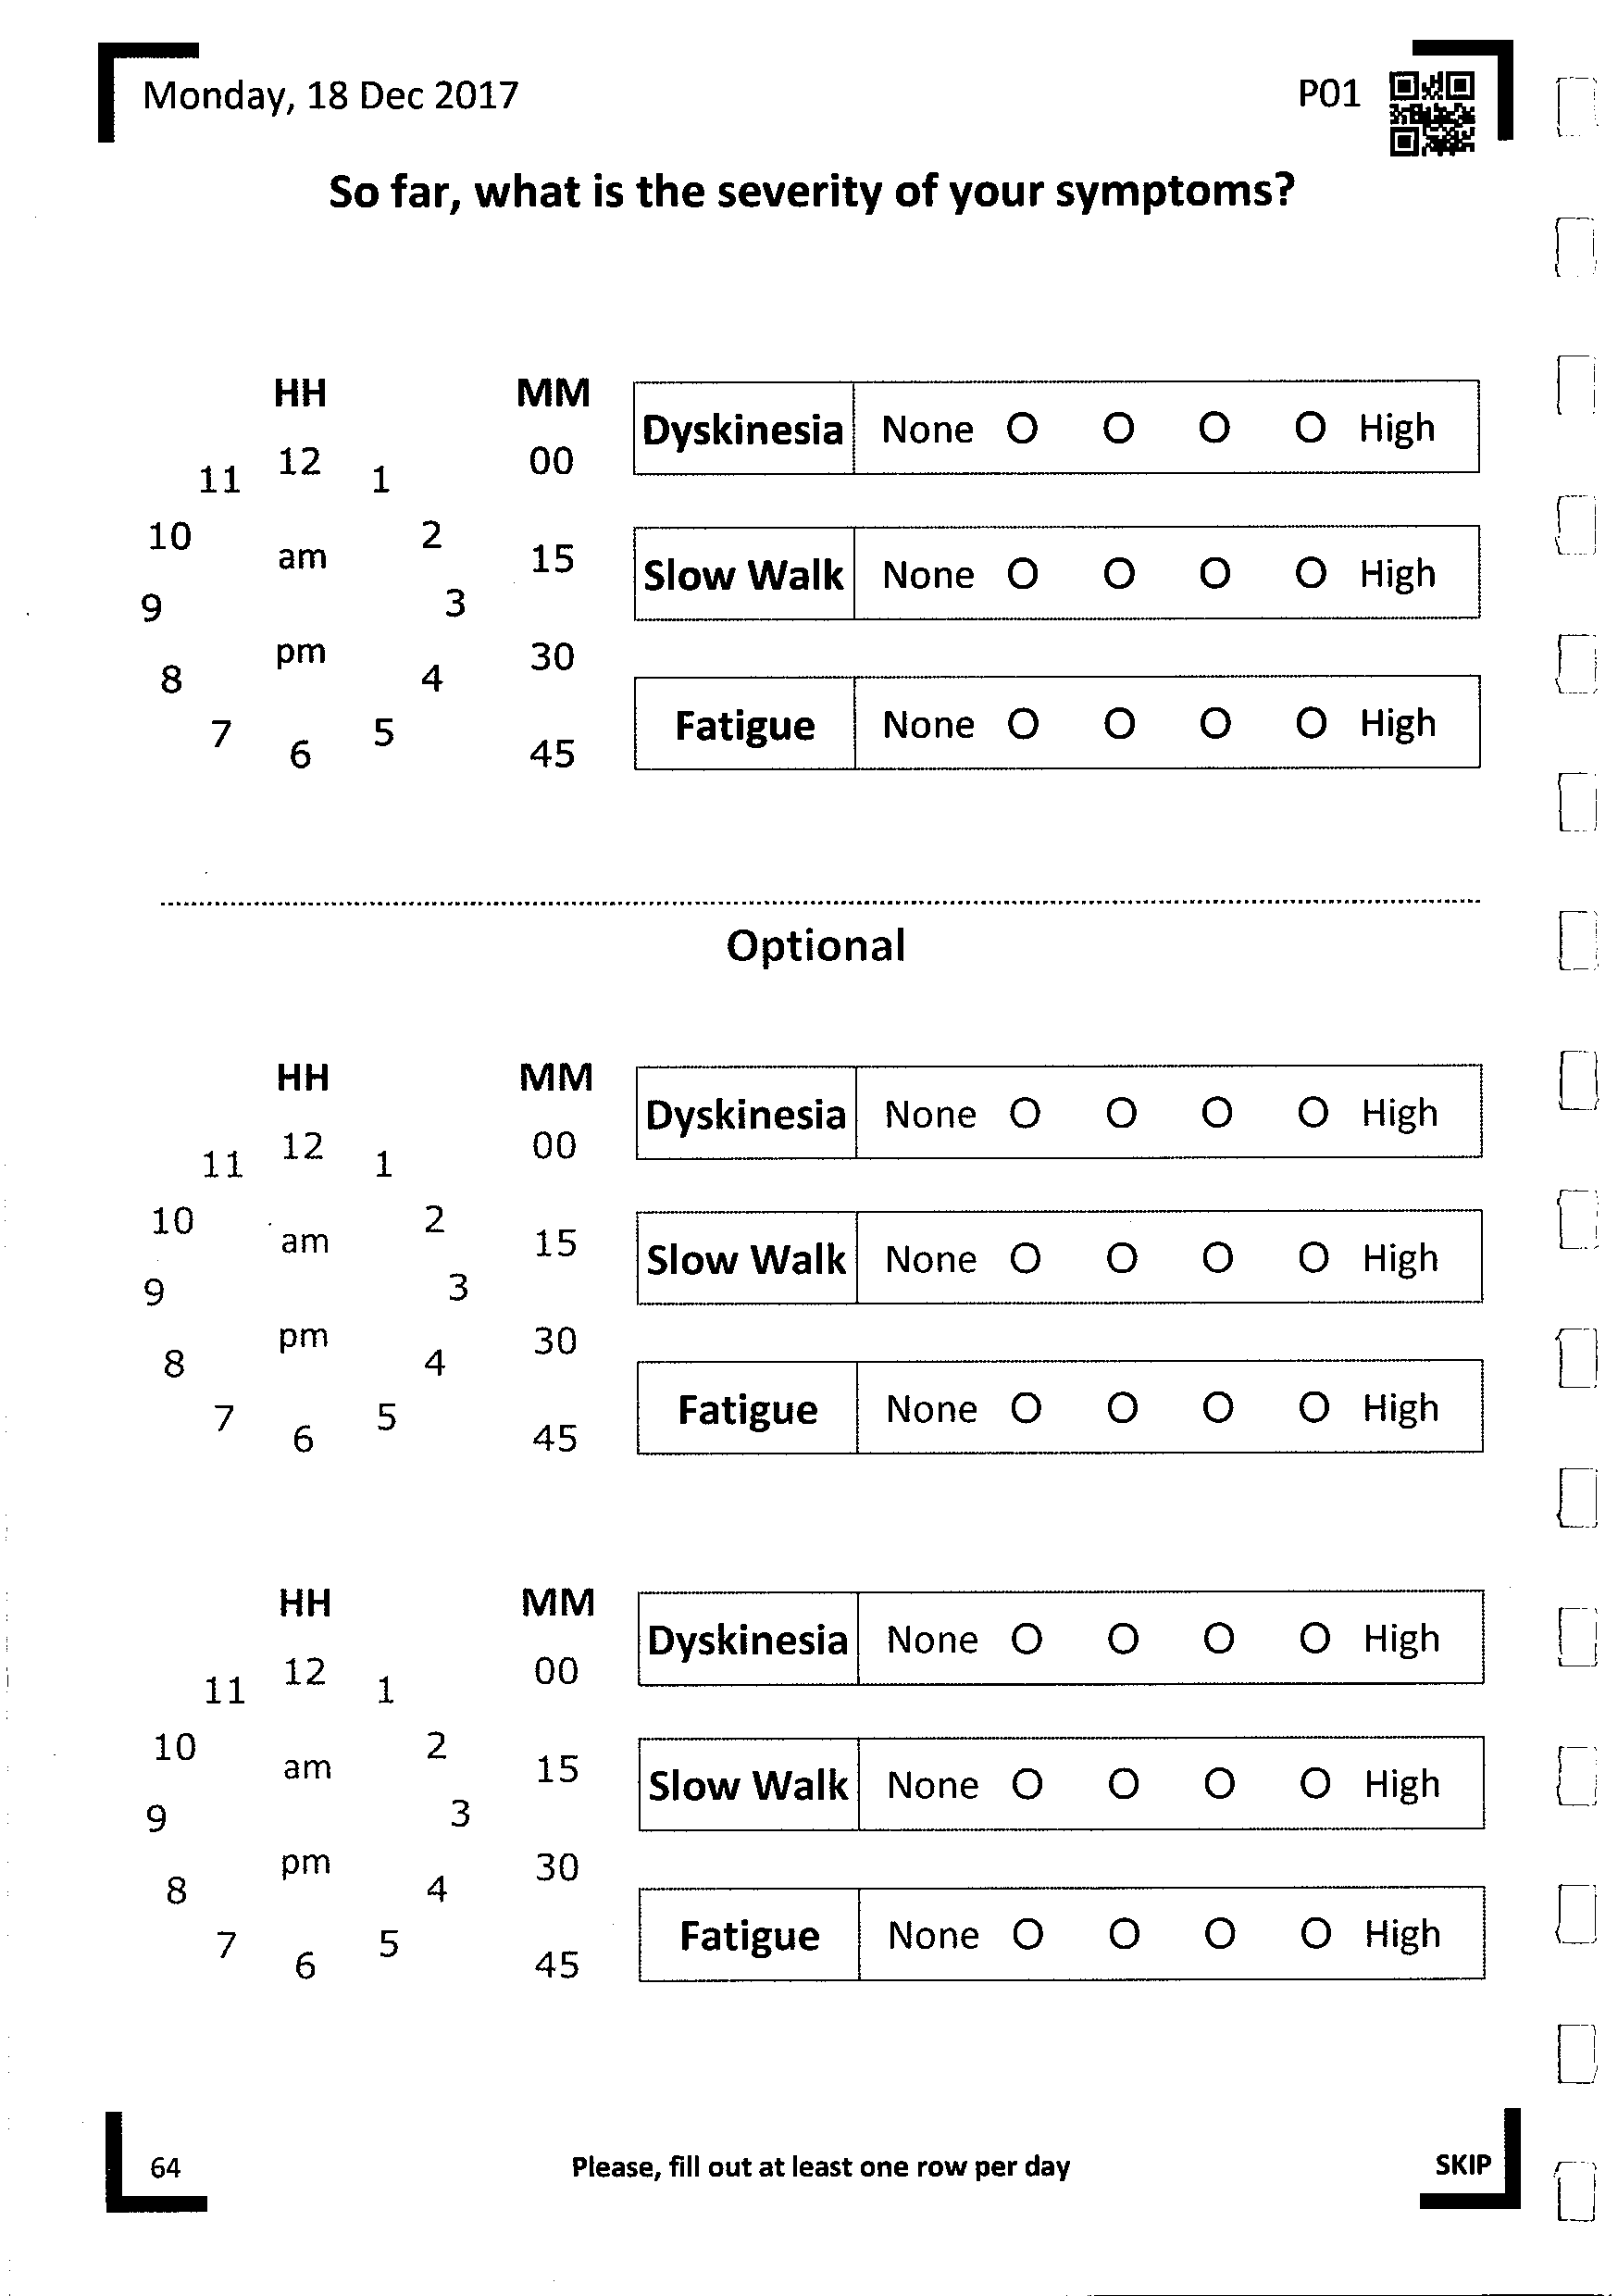 Monday, 18 Dec 2017 P01
So far, what is the severity of your symptoms?
HH MM
Dyskinesia None O O O O High
12 00
11 1
10 2
am 15
Slow Walk None O O O O High
9 3
pm 30
8 4
Fatigue None O O O O High
7 5
6 45
Optional
HH MM
Dyskinesia None O O O O High
12 00
11 1
10 2
am 15
Slow Walk None O O O O High
9 3
pm 30
8 4
Fatigue None O O O O High
7 5
6 45
HH MM
Dyskinesia None O O O O High
12 00
11 1
10 2
am 15
Slow Walk None O O O O High
9 3
pm 30
8 4
Fatigue None O O O O High
7 5
6 45
64 Please, fill out at least one row per day SKIP